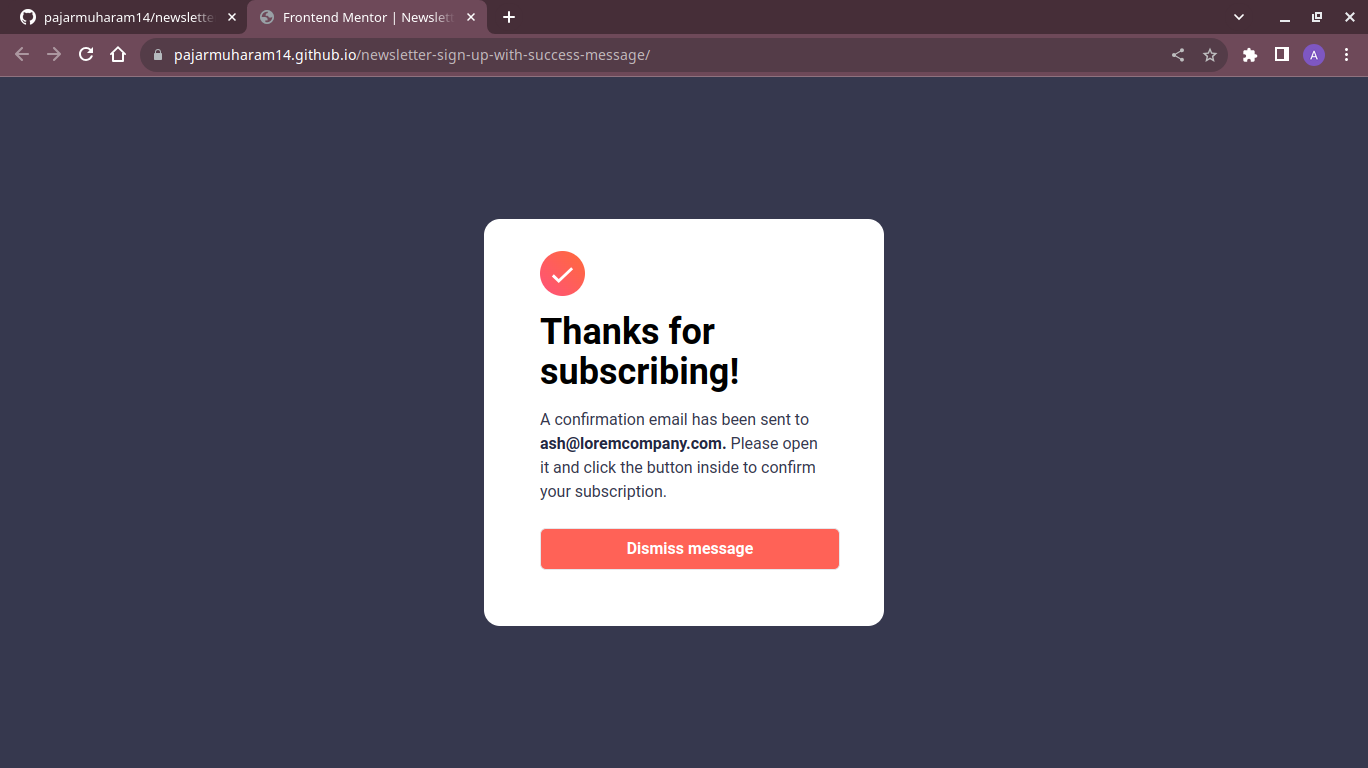 pajarmuharam14/newslette
Frontend Mentor | Newslett
pajarmuharam14.github.io/newsletter-sign-up-with-success-message/
A
Thanks for
subscribing!
A confirmation email has been sent to
ash@loremcompany.com. Please open
it and click the button inside to confirm
your subscription.
Dismiss message